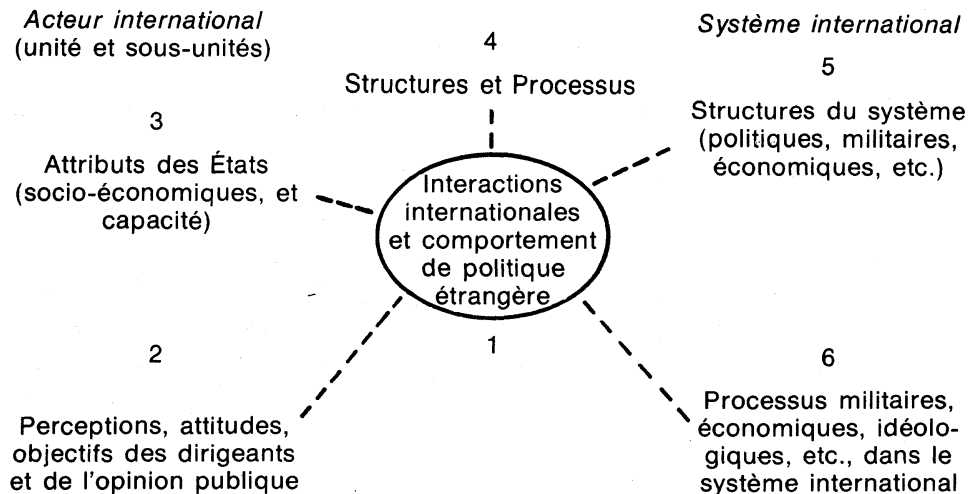 Acteur international
(unité et sous-unités)
4
Structures et Processus
Système international
5
Structures du système
(politiques, militaires,
économiques, etc.)
3
Attributs des États
(socio-économiques, et
capacité)
Interactions
internationales
et comportement
de politique
étrangère
1
2
Perceptions, attitudes,
objectifs des dirigeants
et de l'opinion publique
6
Processus militaires,
économiques, idéolo-
giques, etc., dans le
système international